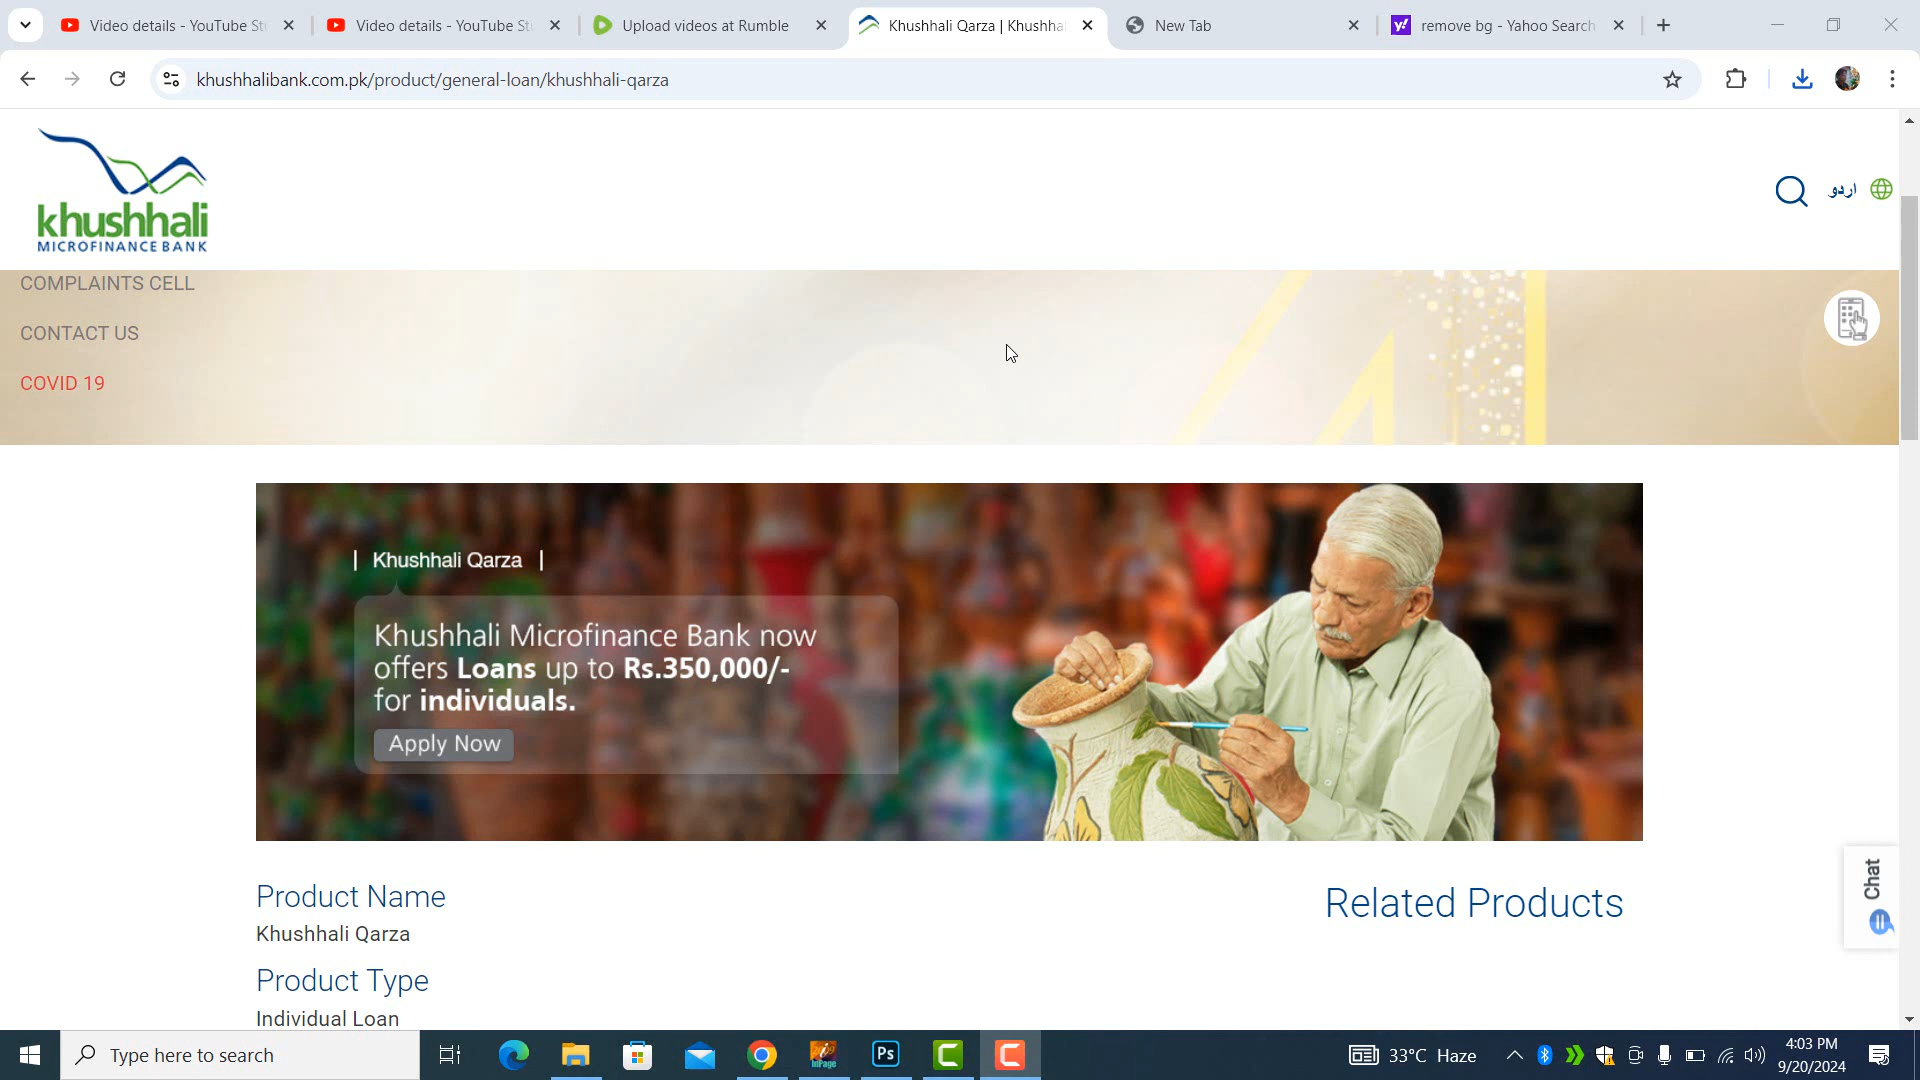 Video details - YouTube St
Video details - YouTube St
Upload videos at Rumble
Khushhali Qarza | Khushha
New Tab
remove bg - Yahoo Search
khushhalibank.com.pk/product/general-loan/khushhali-qarza
khushhali
MICROFINANCE BANK
اردو
COMPLAINTS CELL
CONTACT US
COVID 19
| Khushhali Qarza |
Khushhali Microfinance Bank now
offers Loans up to Rs.350,000/-
for individuals.
Apply Now
Product Name
Khushhali Qarza
Product Type
Individual Loan
Related Products
Chat
Type here to search
InPage
Ps
33°C Haze
4:03 PM
9/20/2024